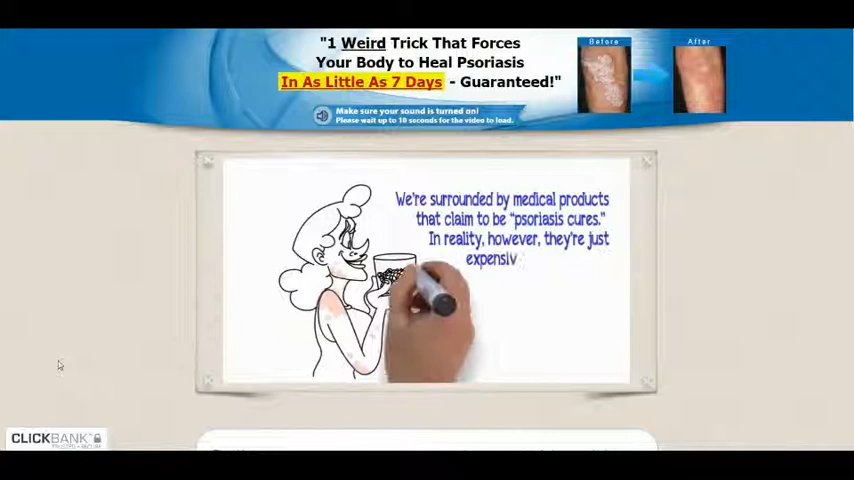 "1 Weird Trick That Forces
Your Body to Heal Psoriasis
In As Little As 7 Days - Guaranteed!"
Before
After
Make sure your sound is turned on!
Please wait up to 10 seconds for the video to load.
We're surrounded by medical products
that claim to be "psoriasis cures."
In reality, however, they're just
expensiv
CLICKBANK
TRUSTED SECURE